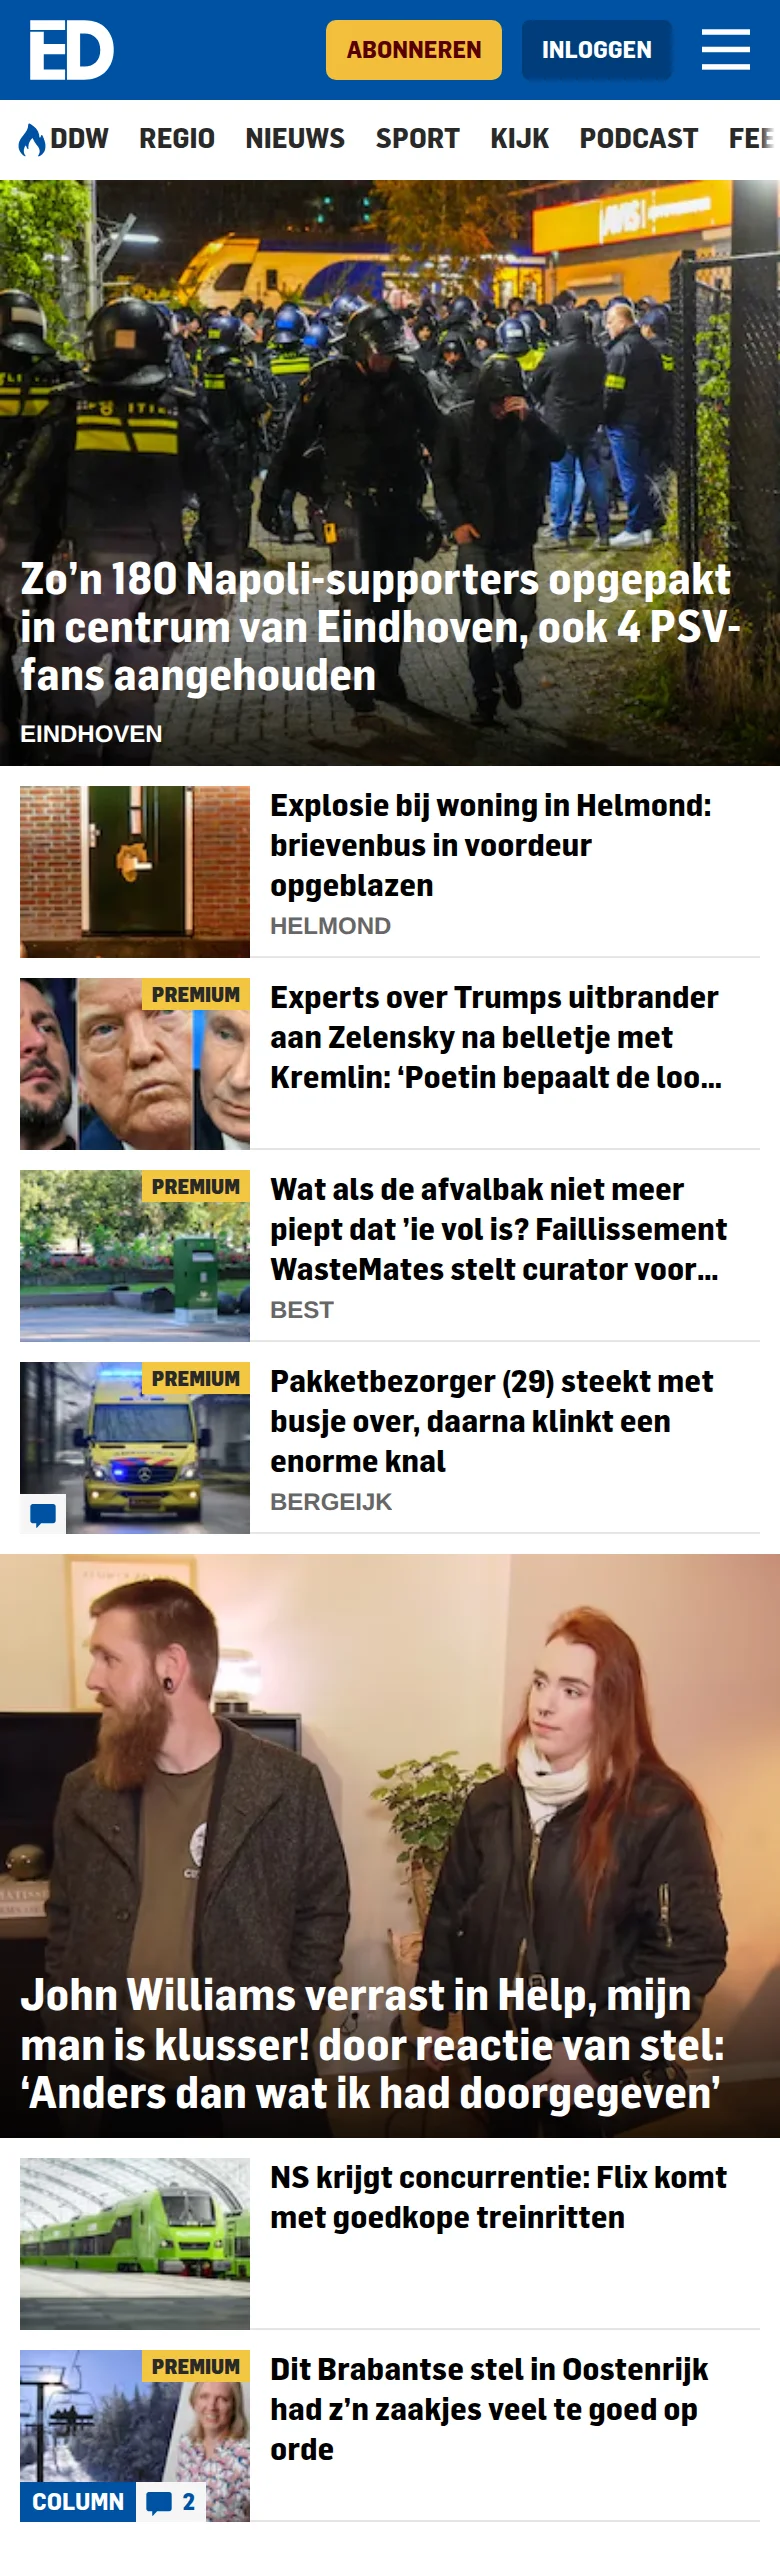 ED
ABONNEREN
INLOGGEN
DDW
REGIO
NIEUWS
SPORT
KIJK
PODCAST
FEE
Zo’n 180 Napoli-supporters opgepakt
in centrum van Eindhoven, ook 4 PSV-
fans aangehouden
EINDHOVEN
Explosie bij woning in Helmond:
brievenbus in voordeur
opgeblazen
HELMOND
PREMIUM
Experts over Trumps uitbrander
aan Zelensky na belletje met
Kremlin: ‘Poetin bepaalt de loo...
PREMIUM
Wat als de afvalbak niet meer
piept dat ’ie vol is? Faillissement
WasteMates stelt curator voor...
BEST
PREMIUM
Pakketbezorger (29) steekt met
busje over, daarna klinkt een
enorme knal
BERGEIJK
John Williams verrast in Help, mijn
man is klusser! door reactie van stel:
‘Anders dan wat ik had doorgegeven’
NS krijgt concurrentie: Flix komt
met goedkope treinritten
PREMIUM
Dit Brabantse stel in Oostenrijk
had z’n zaakjes veel te goed op
orde
COLUMN
2